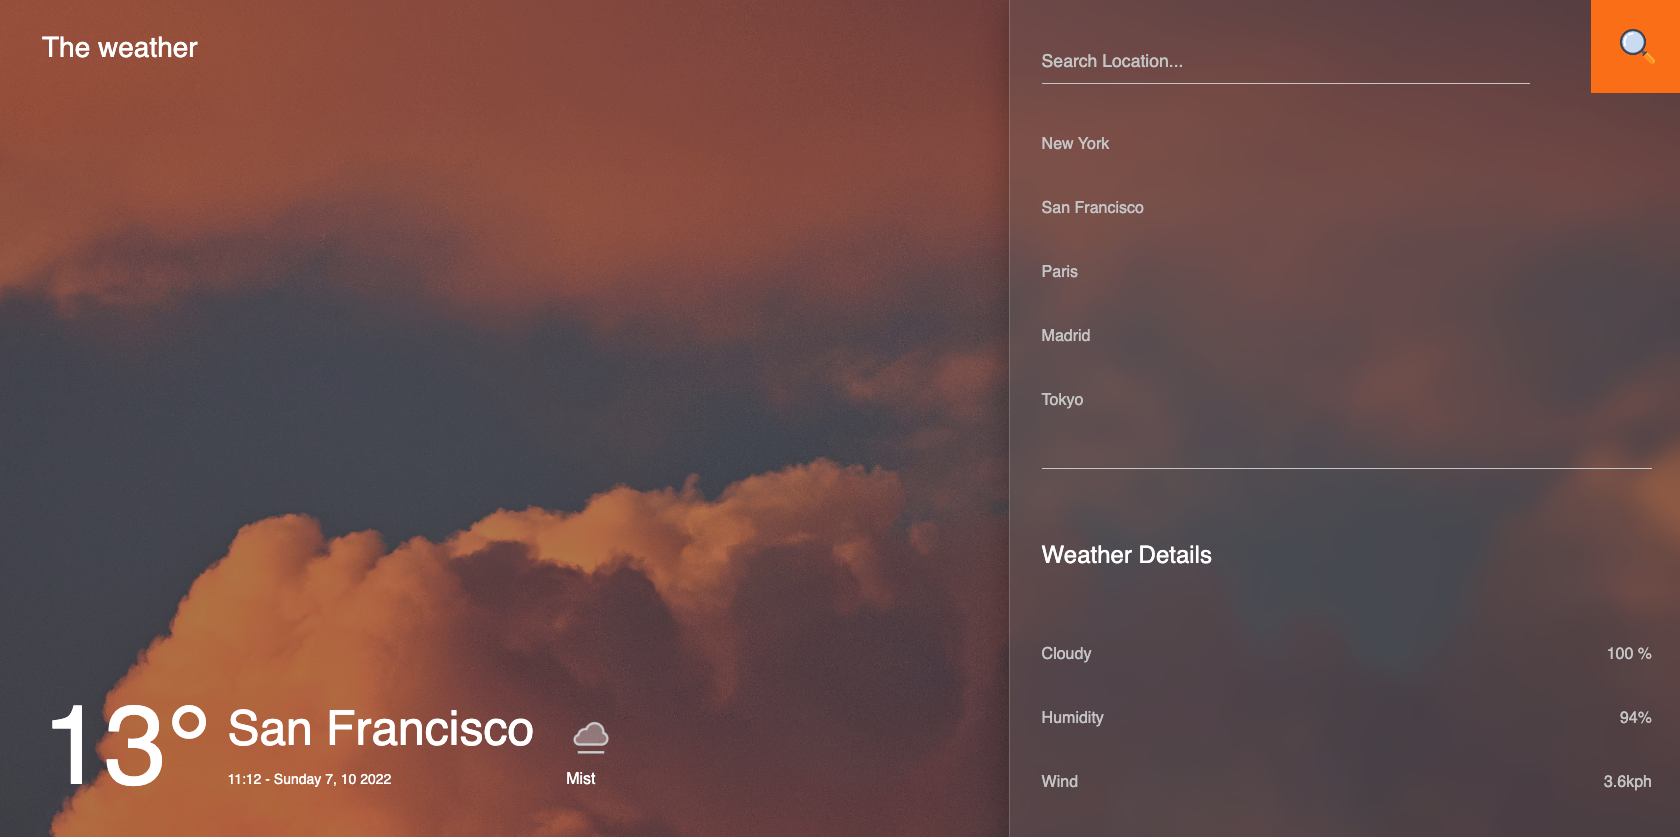 The weather
Search Location...
New York
San Francisco
Paris
Madrid
Tokyo
Weather Details
Cloudy 100 %
Humidity 94%
Wind 3.6kph
13° San Francisco
11:12 - Sunday 7, 10 2022
Mist